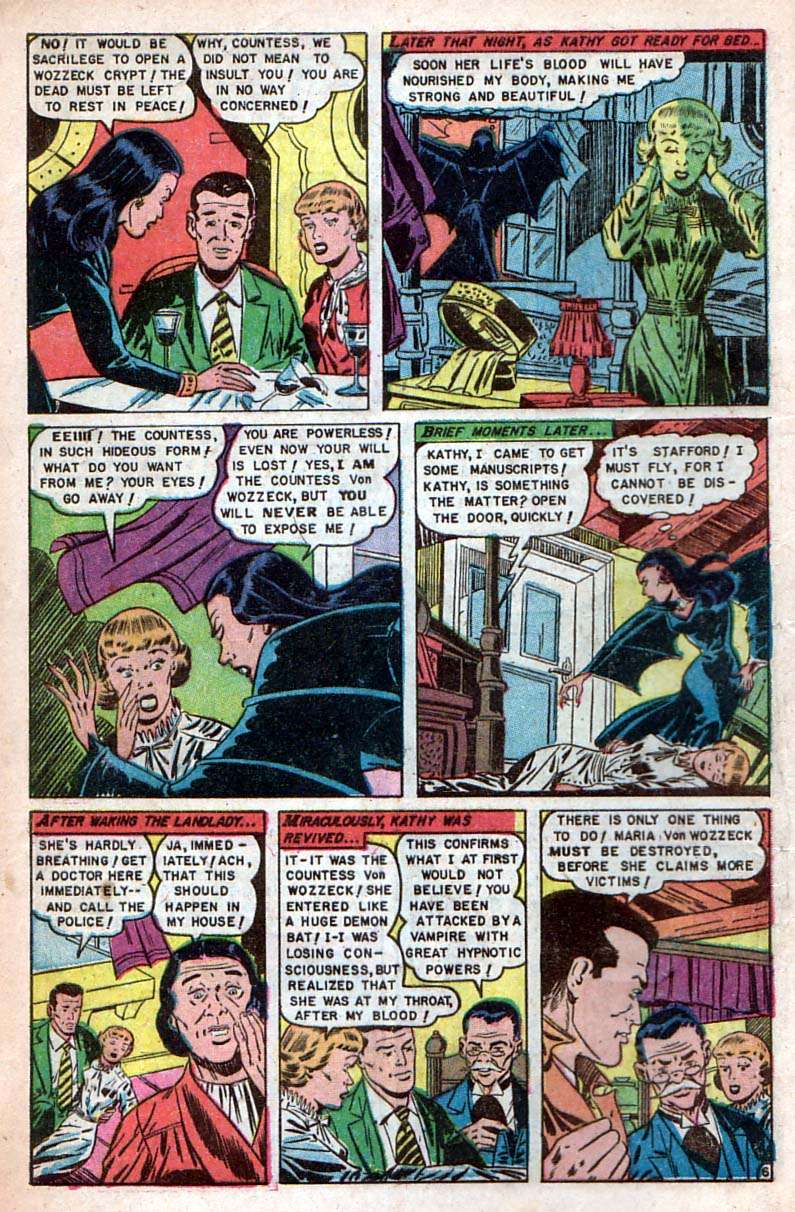 NO! IT WOULD BE
SACRILEGE TO OPEN A
WOZZECK CRYPT! THE
DEAD MUST BE LEFT
TO REST IN PEACE!
WHY, COUNTESS, WE
DID NOT MEAN TO
INSULT YOU! YOU ARE
IN NO WAY
CONCERNED!
LATER THAT NIGHT, AS KATHY GOT READY FOR BED...
SOON HER LIFE'S BLOOD WILL HAVE
NOURISHED MY BODY, MAKING ME
STRONG AND BEAUTIFUL!
EEIIII! THE COUNTESS,
IN SUCH HIDEOUS FORM!
WHAT DO YOU WANT
FROM ME? YOUR EYES!
GO AWAY!
YOU ARE POWERLESS!
EVEN NOW YOUR WILL
IS LOST! YES, I AM
THE COUNTESS Von
WOZZECK, BUT YOU
WILL NEVER BE ABLE
TO EXPOSE ME!
BRIEF MOMENTS LATER...
KATHY, I CAME TO GET
SOME MANUSCRIPTS!
KATHY, IS SOMETHING
THE MATTER? OPEN
THE DOOR, QUICKLY!
IT'S STAFFORD! I
MUST FLY, FOR I
CANNOT BE DIS-
COVERED!
AFTER WAKING THE LANDLADY...
SHE'S HARDLY
BREATHING! GET
A DOCTOR HERE
IMMEDIATELY--
AND CALL THE
POLICE!
JA, IMMED-
IATELY! ACH,
THAT THIS
SHOULD
HAPPEN IN
MY HOUSE!
MIRACULOUSLY, KATHY WAS
REVIVED...
IT-IT WAS THE
COUNTESS Von
WOZZECK! SHE
ENTERED LIKE
A HUGE DEMON
BAT! I-I WAS
LOSING CON-
SCIOUSNESS, BUT
REALIZED THAT
SHE WAS AT MY THROAT,
AFTER MY BLOOD!
THIS CONFIRMS
WHAT I AT FIRST
WOULD NOT
BELIEVE! YOU
HAVE BEEN
ATTACKED BY A
VAMPIRE WITH
GREAT HYPNOTIC
POWERS!
THERE IS ONLY ONE THING
TO DO! MARIA Von WOZZECK
MUST BE DESTROYED,
BEFORE SHE CLAIMS MORE
VICTIMS!
6